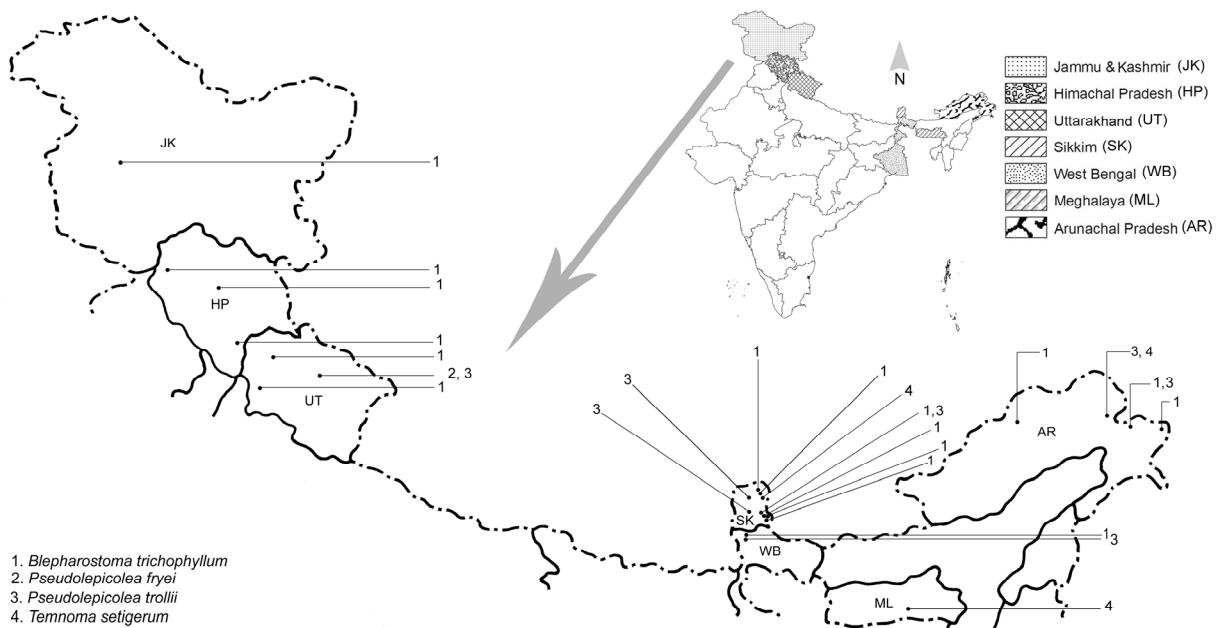 N
Jammu & Kashmir (JK)
Himachal Pradesh (HP)
Uttarakhand (UT)
Sikkim (SK)
West Bengal (WB)
Meghalaya (ML)
Arunachal Pradesh (AR)
JK
1
1
1
HP
1
1
2, 3
1
UT
1
3
3
1
4
1,3
1
1
1
1
3, 4
1,3
1
AR
SK
WB
1
3
ML
4
1. Blepharostoma trichophyllum
2. Pseudolepicolea fryei
3. Pseudolepicolea trollii
4. Temnoma setigerum